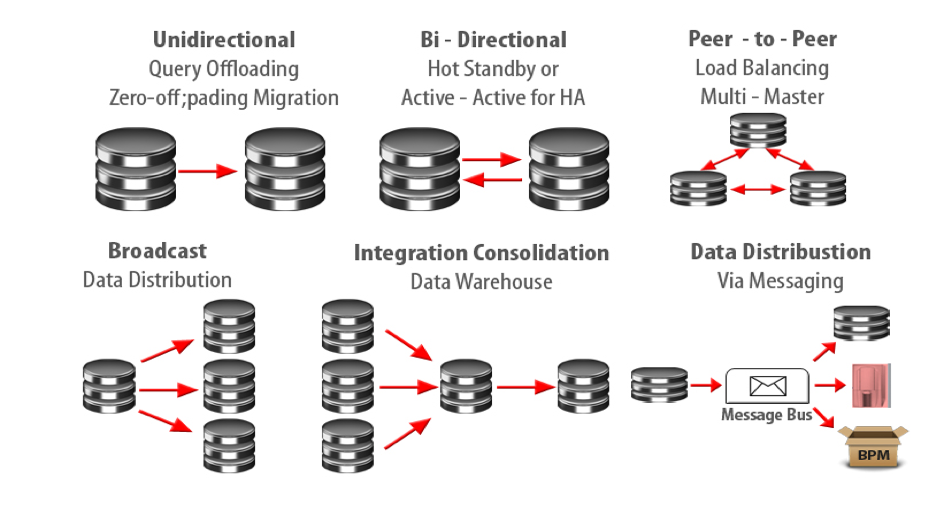 Unidirectional
Query Offloading
Zero-off;pading Migration
Bi - Directional
Hot Standby or
Active - Active for HA
Peer - to - Peer
Load Balancing
Multi - Master
Broadcast
Data Distribution
Integration Consolidation
Data Warehouse
Data Distribustion
Via Messaging
Message Bus
BPM